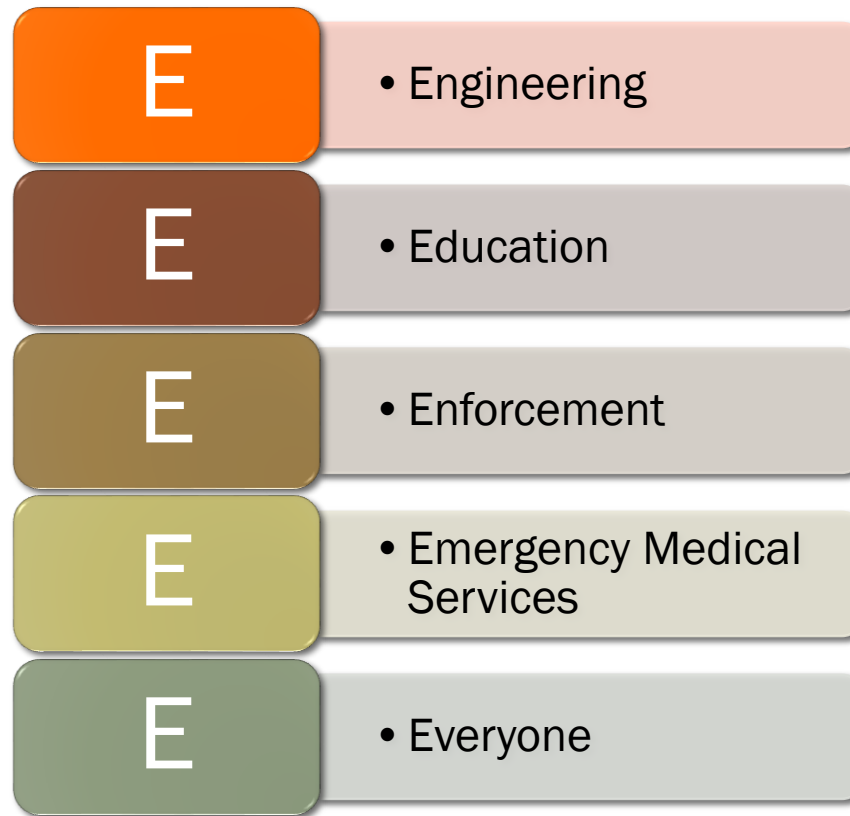 E
• Engineering
E
• Education
E
• Enforcement
E
• Emergency Medical
Services
E
• Everyone